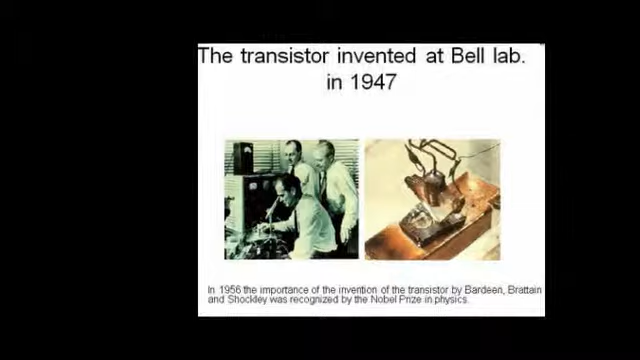 The transistor invented at Bell lab.
in 1947
In 1956 the importance of the invention of the transistor by Bardeen, Brattain
and Shockley was recognized by the Nobel Prize in physics.